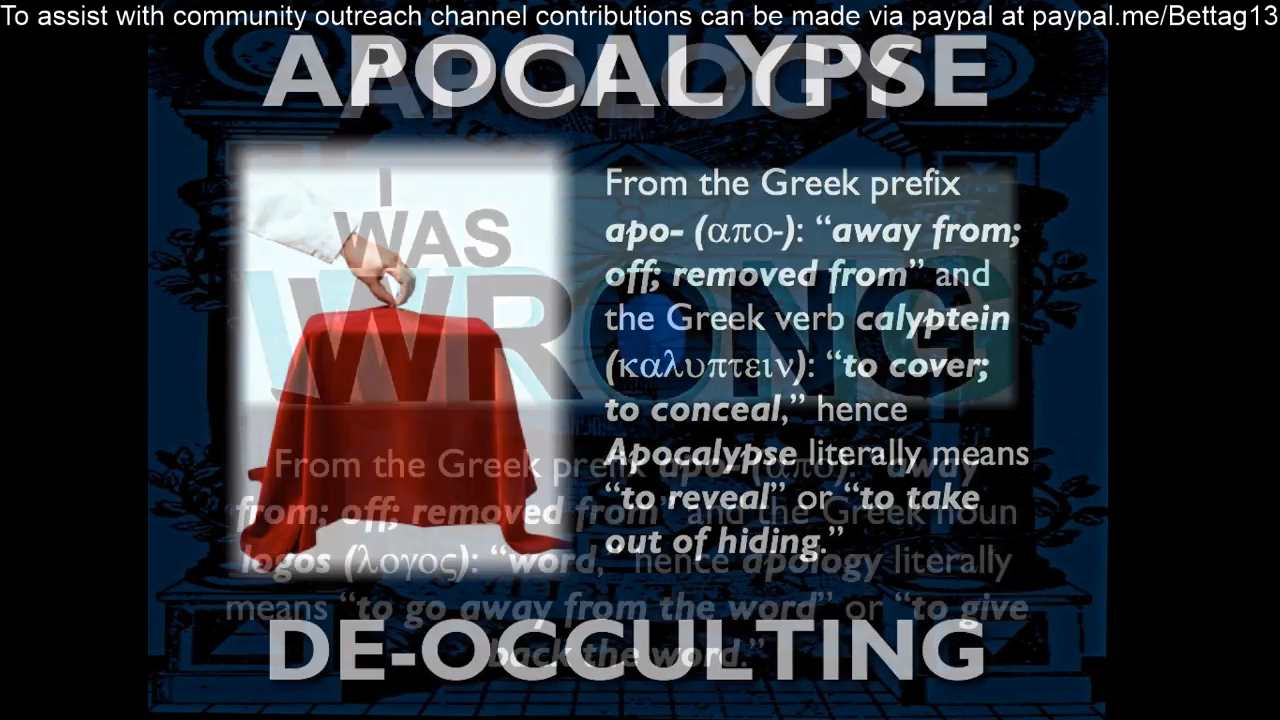 To assist with community outreach channel contributions can be made via paypal at paypal.me/Bettag13
APOCALYPSE
APOLOGY
I
WAS
WRONG
From the Greek prefix
apo- (απο-): “away from;
off; removed from” and
the Greek verb calyptein
(καλυπτειν): “to cover;
to conceal,” hence
Apocalypse literally means
“to reveal” or “to take
out of hiding.”
From the Greek prefix apo- (απο): “away
from; off; removed from” and the Greek noun
logos (λογος): “word,” hence apology literally
means “to go away from the word” or “to give
back the word.”
DE-OCCULTING